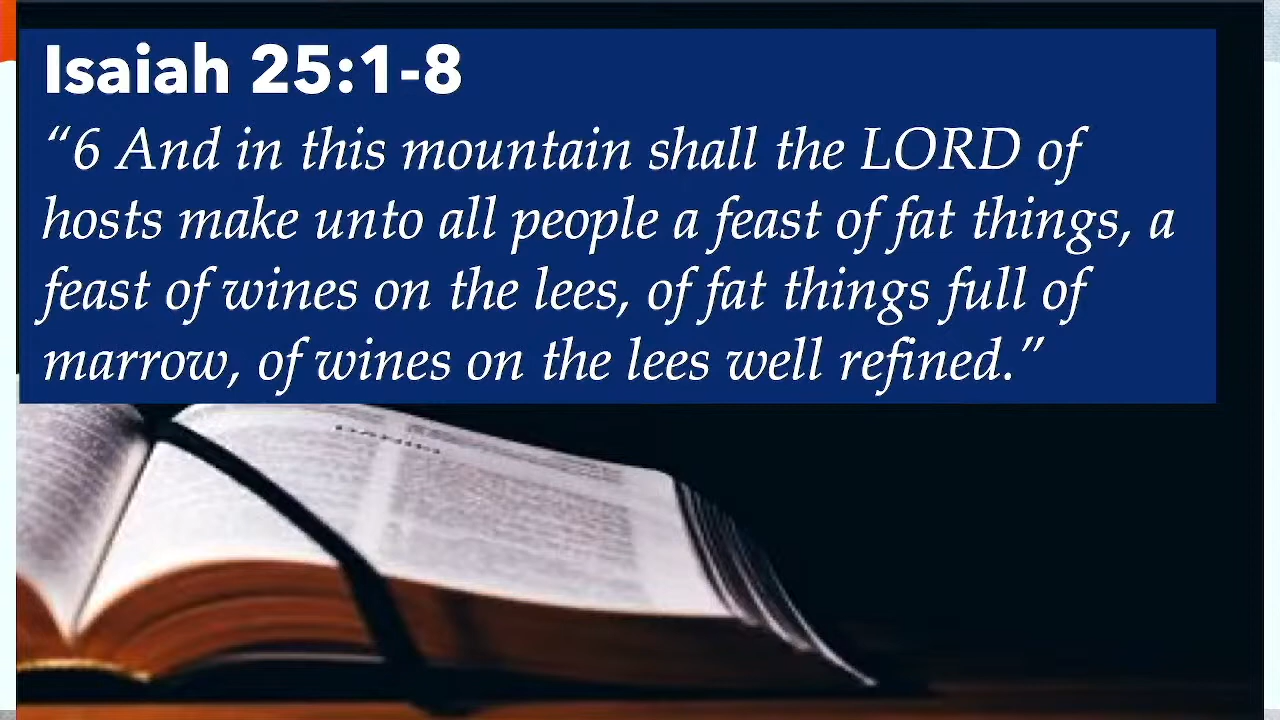 Isaiah 25:1-8
“6 And in this mountain shall the LORD of
hosts make unto all people a feast of fat things, a
feast of wines on the lees, of fat things full of
marrow, of wines on the lees well refined.”
DANIEL